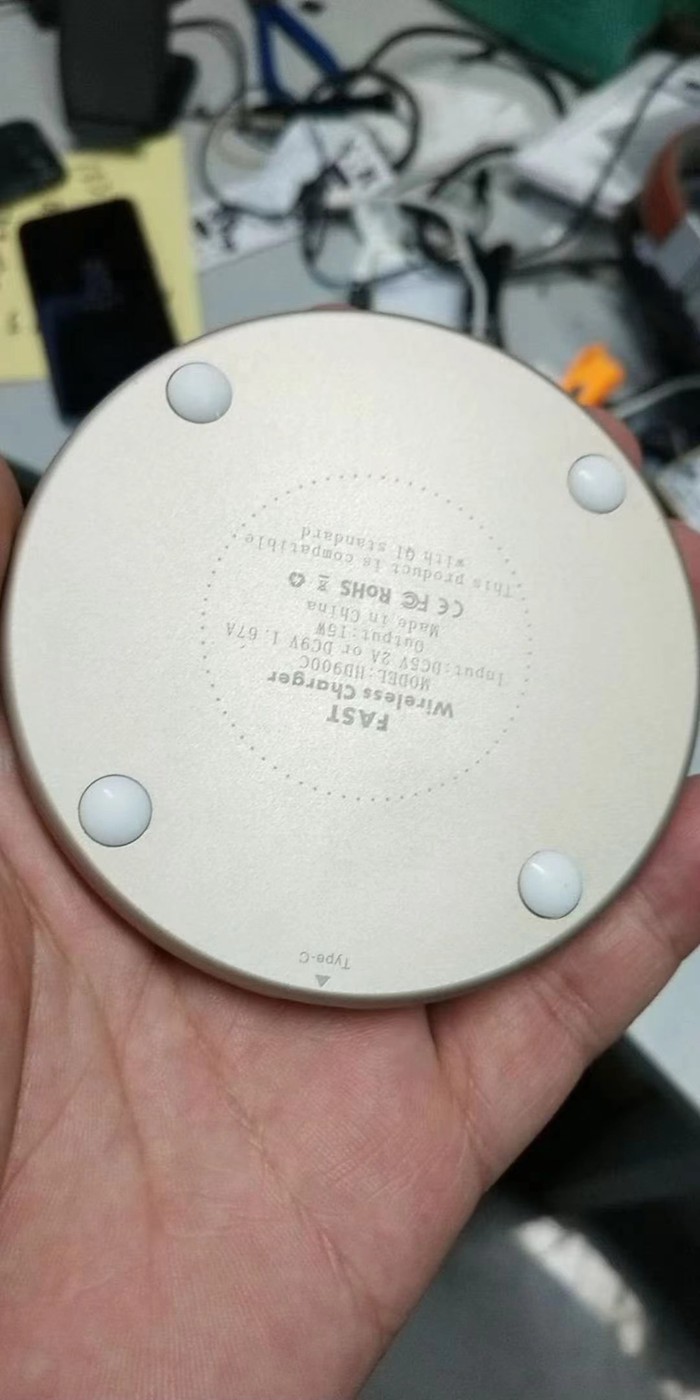 FAST
Wireless Charger
MODEL:HD900C
Input:DC5V 2A or DC9V 1.67A
Output:15W
Made in China
CE FC RoHS
This product is compatible
with QI standard
Type-C